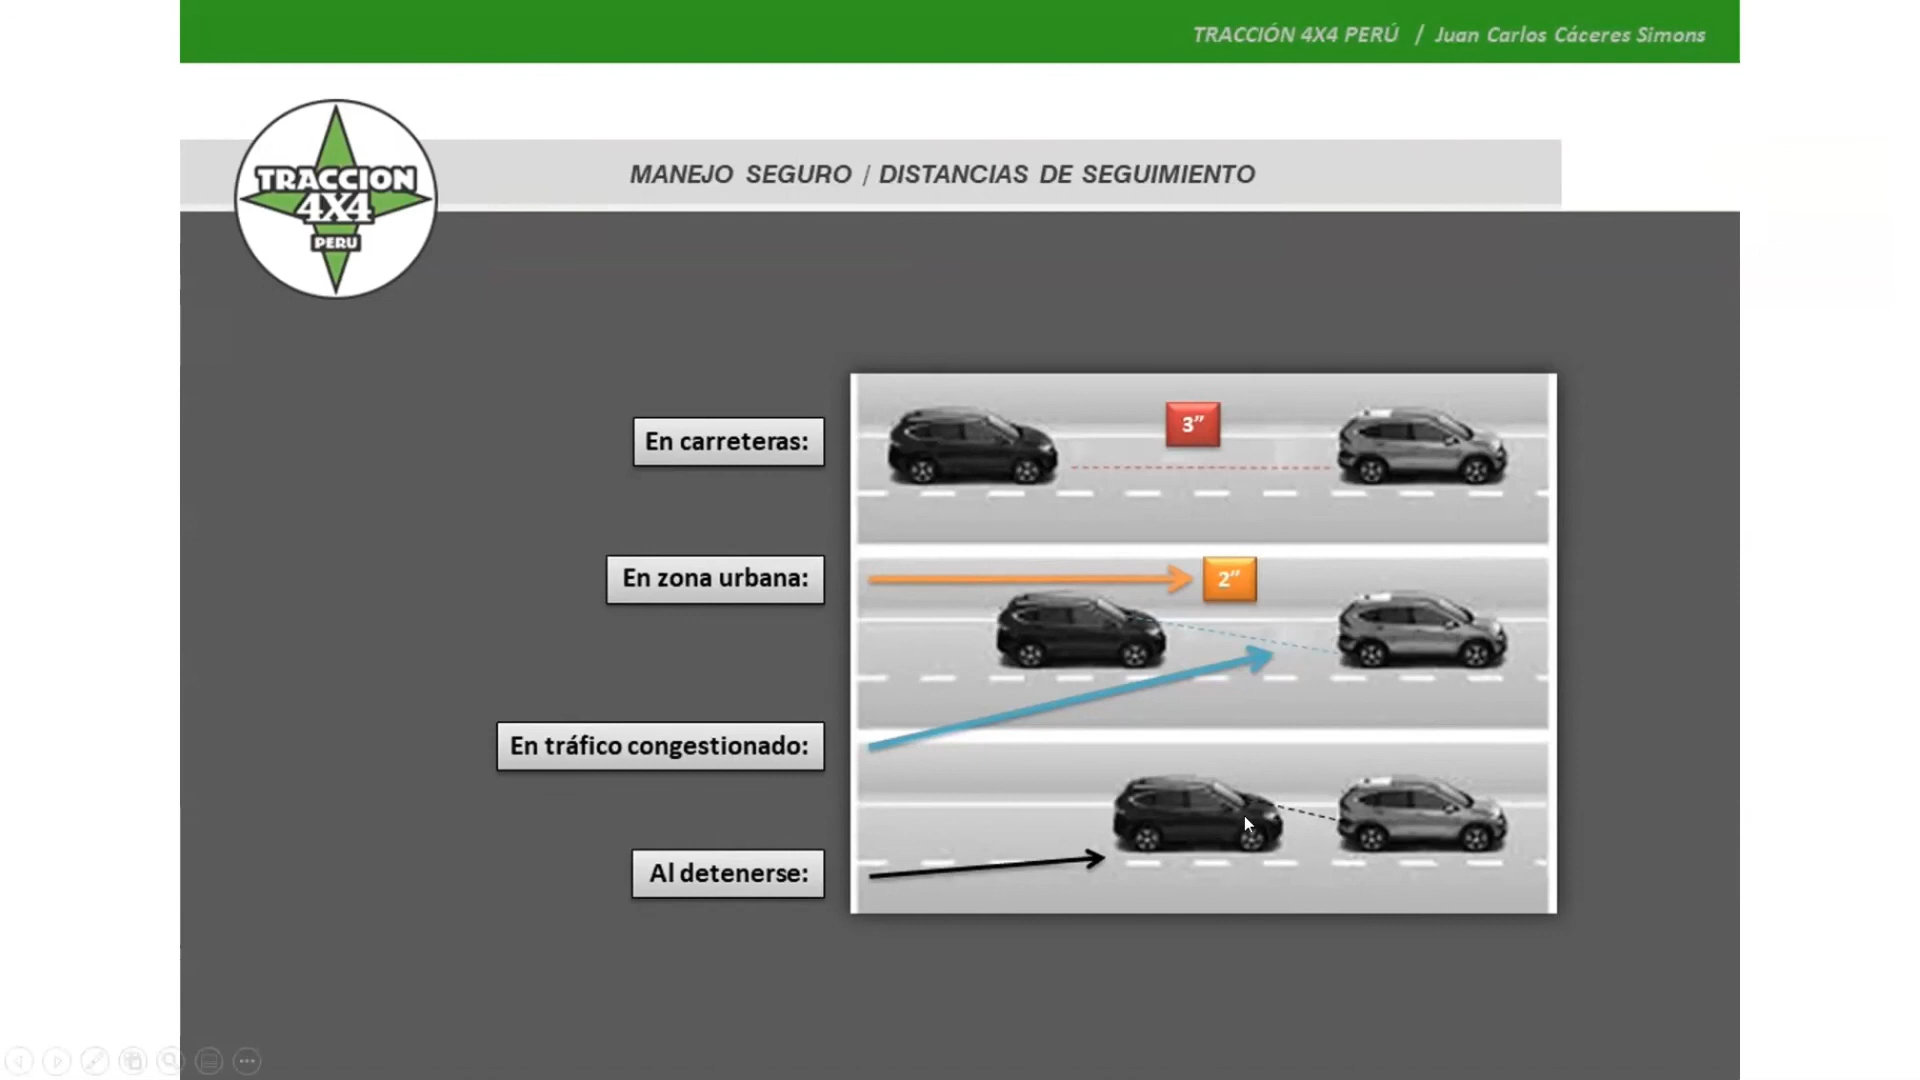 TRACCIÓN 4X4 PERÚ / Juan Carlos Cáceres Simons
TRACCION
4X4
PERU
MANEJO SEGURO / DISTANCIAS DE SEGUIMIENTO
En carreteras:
3”
En zona urbana:
2”
En tráfico congestionado:
Al detenerse: